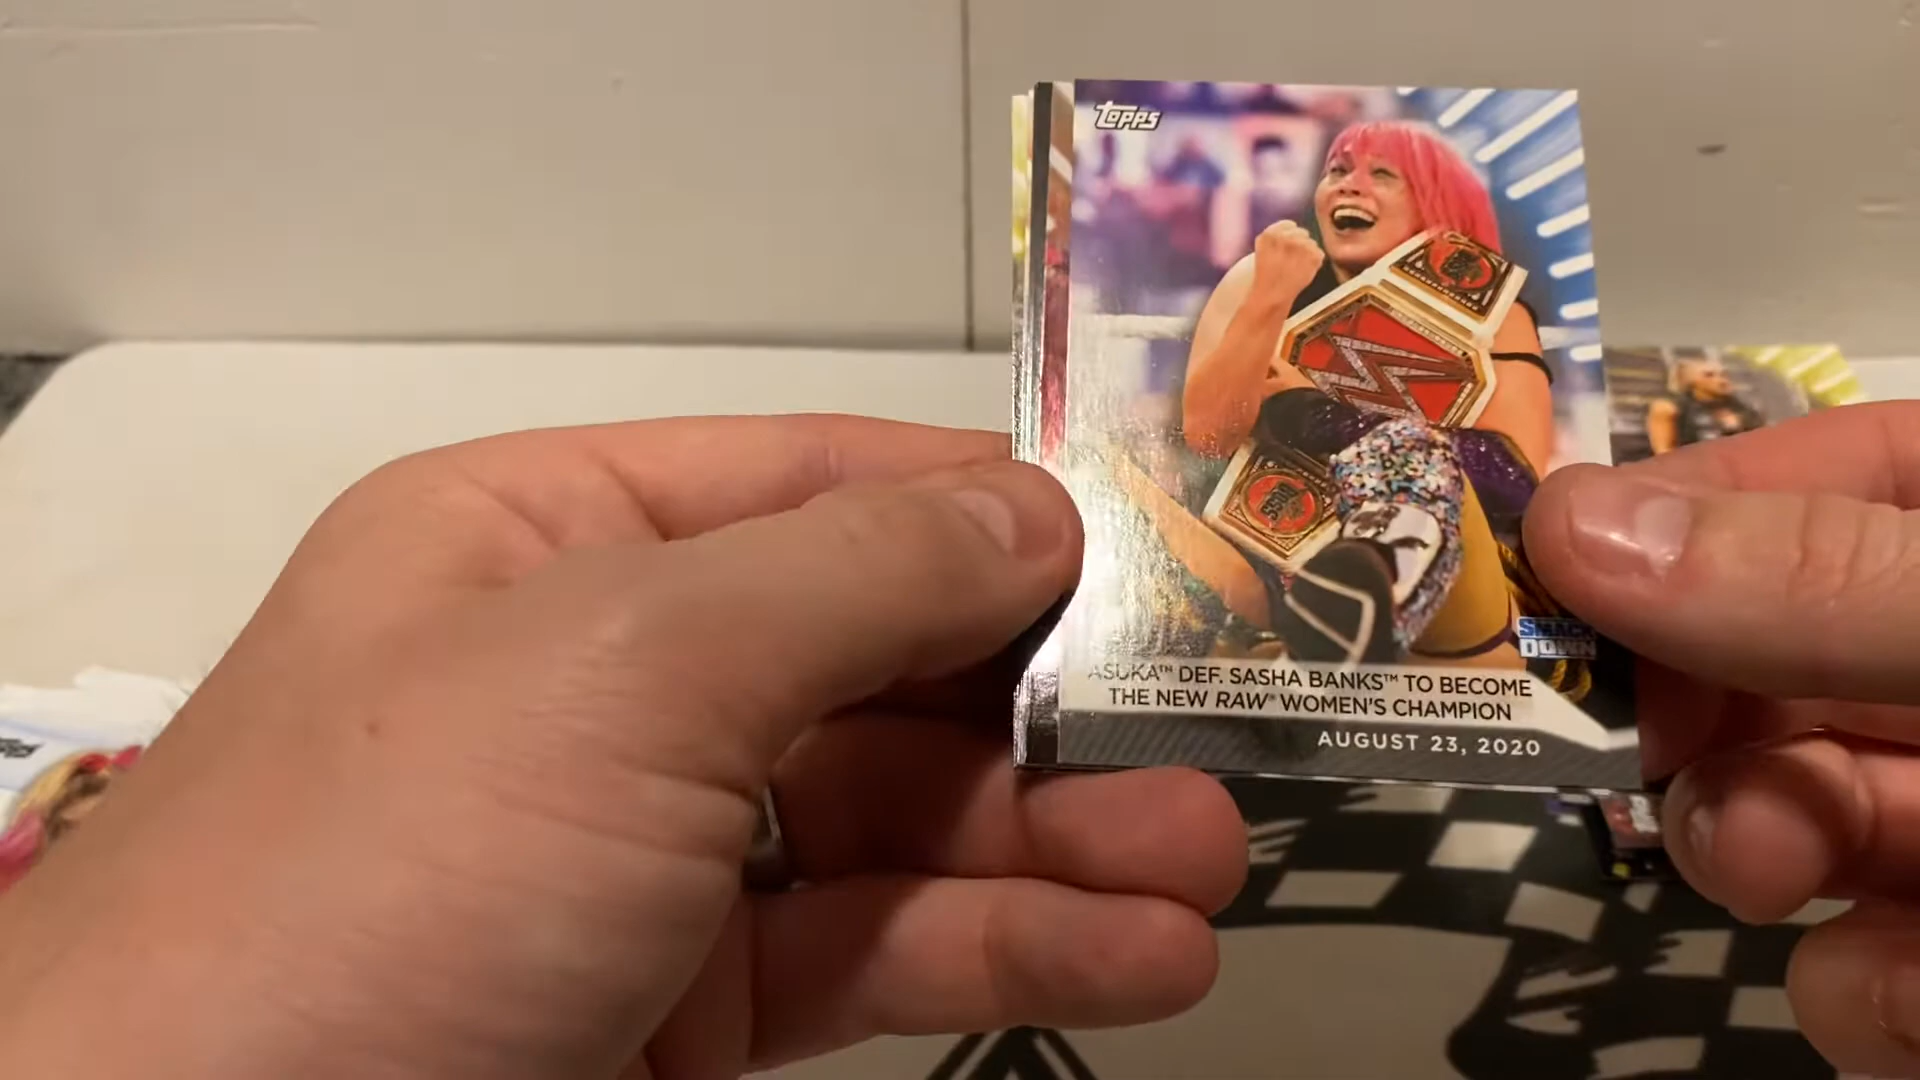 Topps
SMACK
DOWN
ASUKA™ DEF. SASHA BANKS™ TO BECOME
THE NEW RAW® WOMEN'S CHAMPION
AUGUST 23, 2020